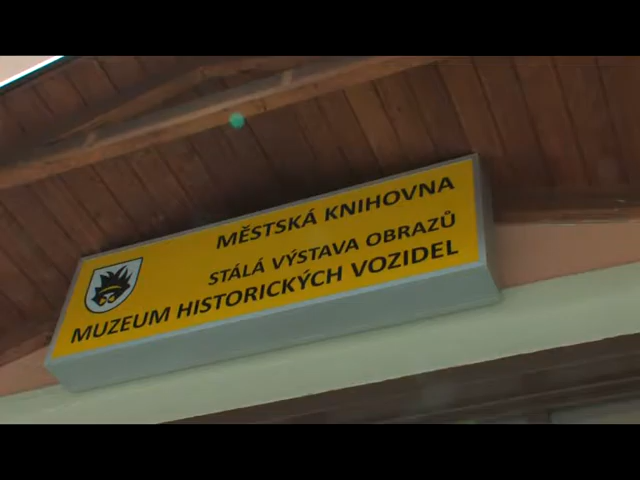 MĚSTSKÁ KNIHOVNA
STÁLÁ VÝSTAVA OBRAZŮ
MUZEUM HISTORICKÝCH VOZIDEL